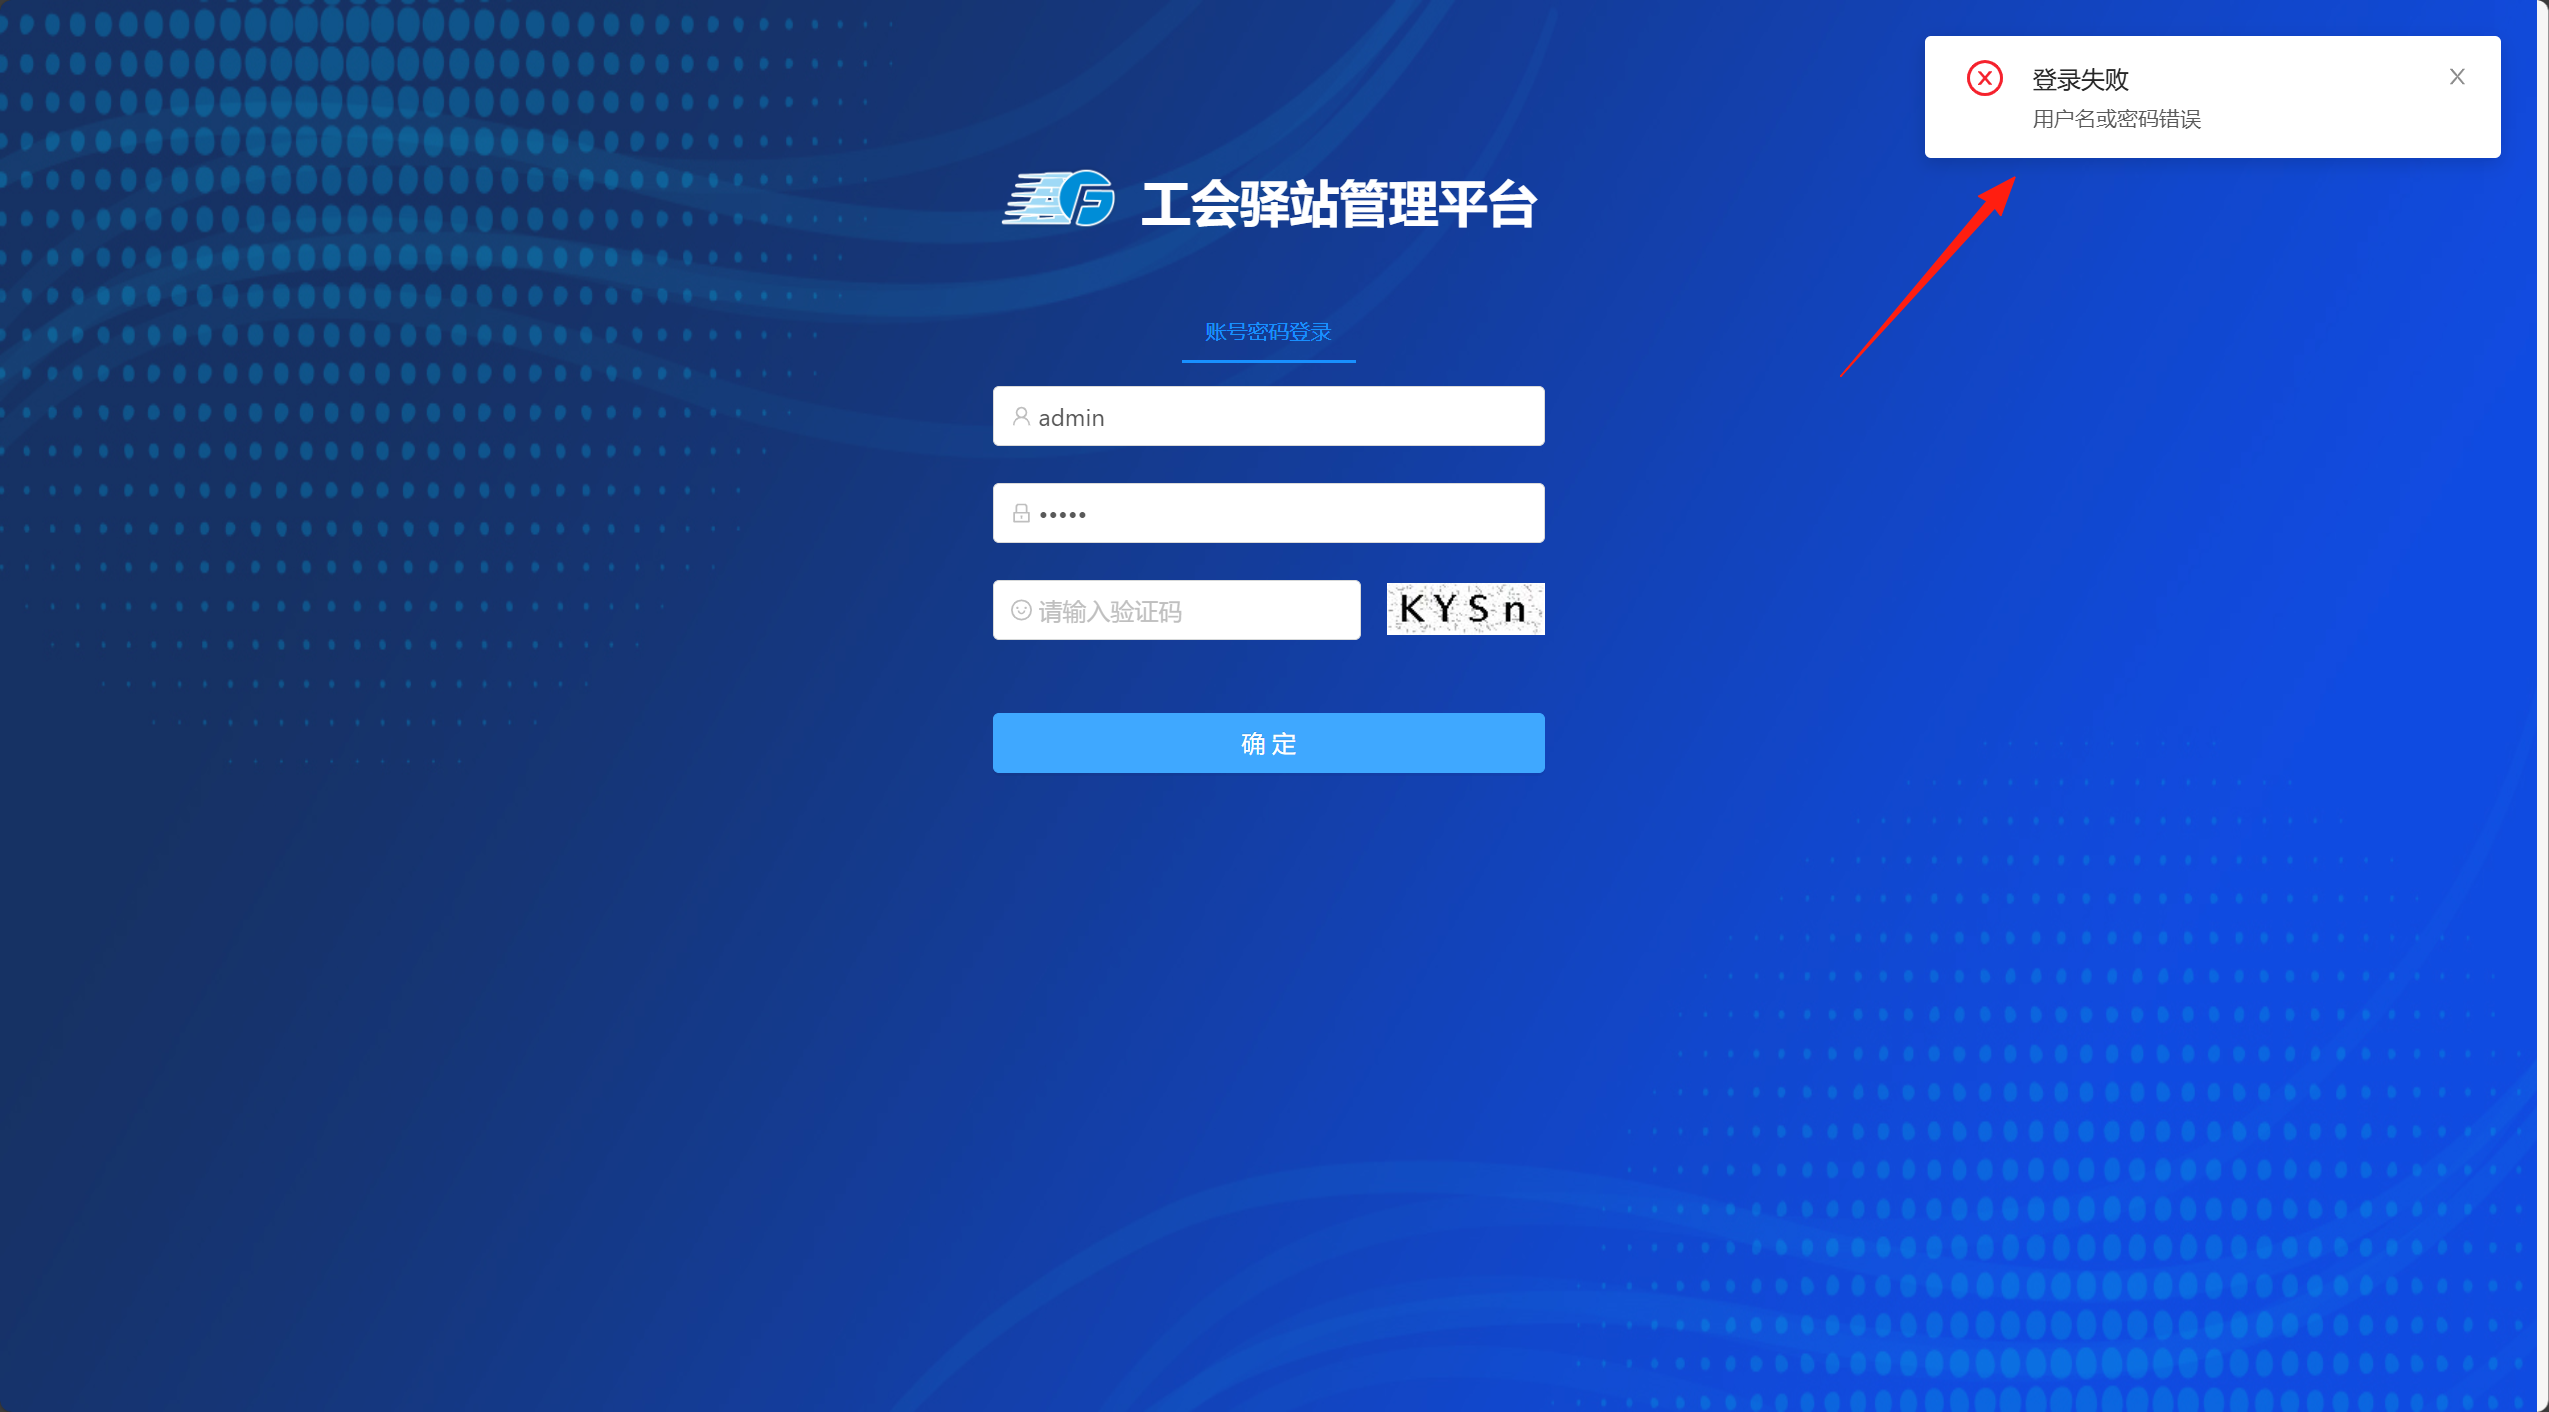 登录失败
用户名或密码错误
工会驿站管理平台
账号密码登录
admin
•••••
请输入验证码
KYSn
确 定